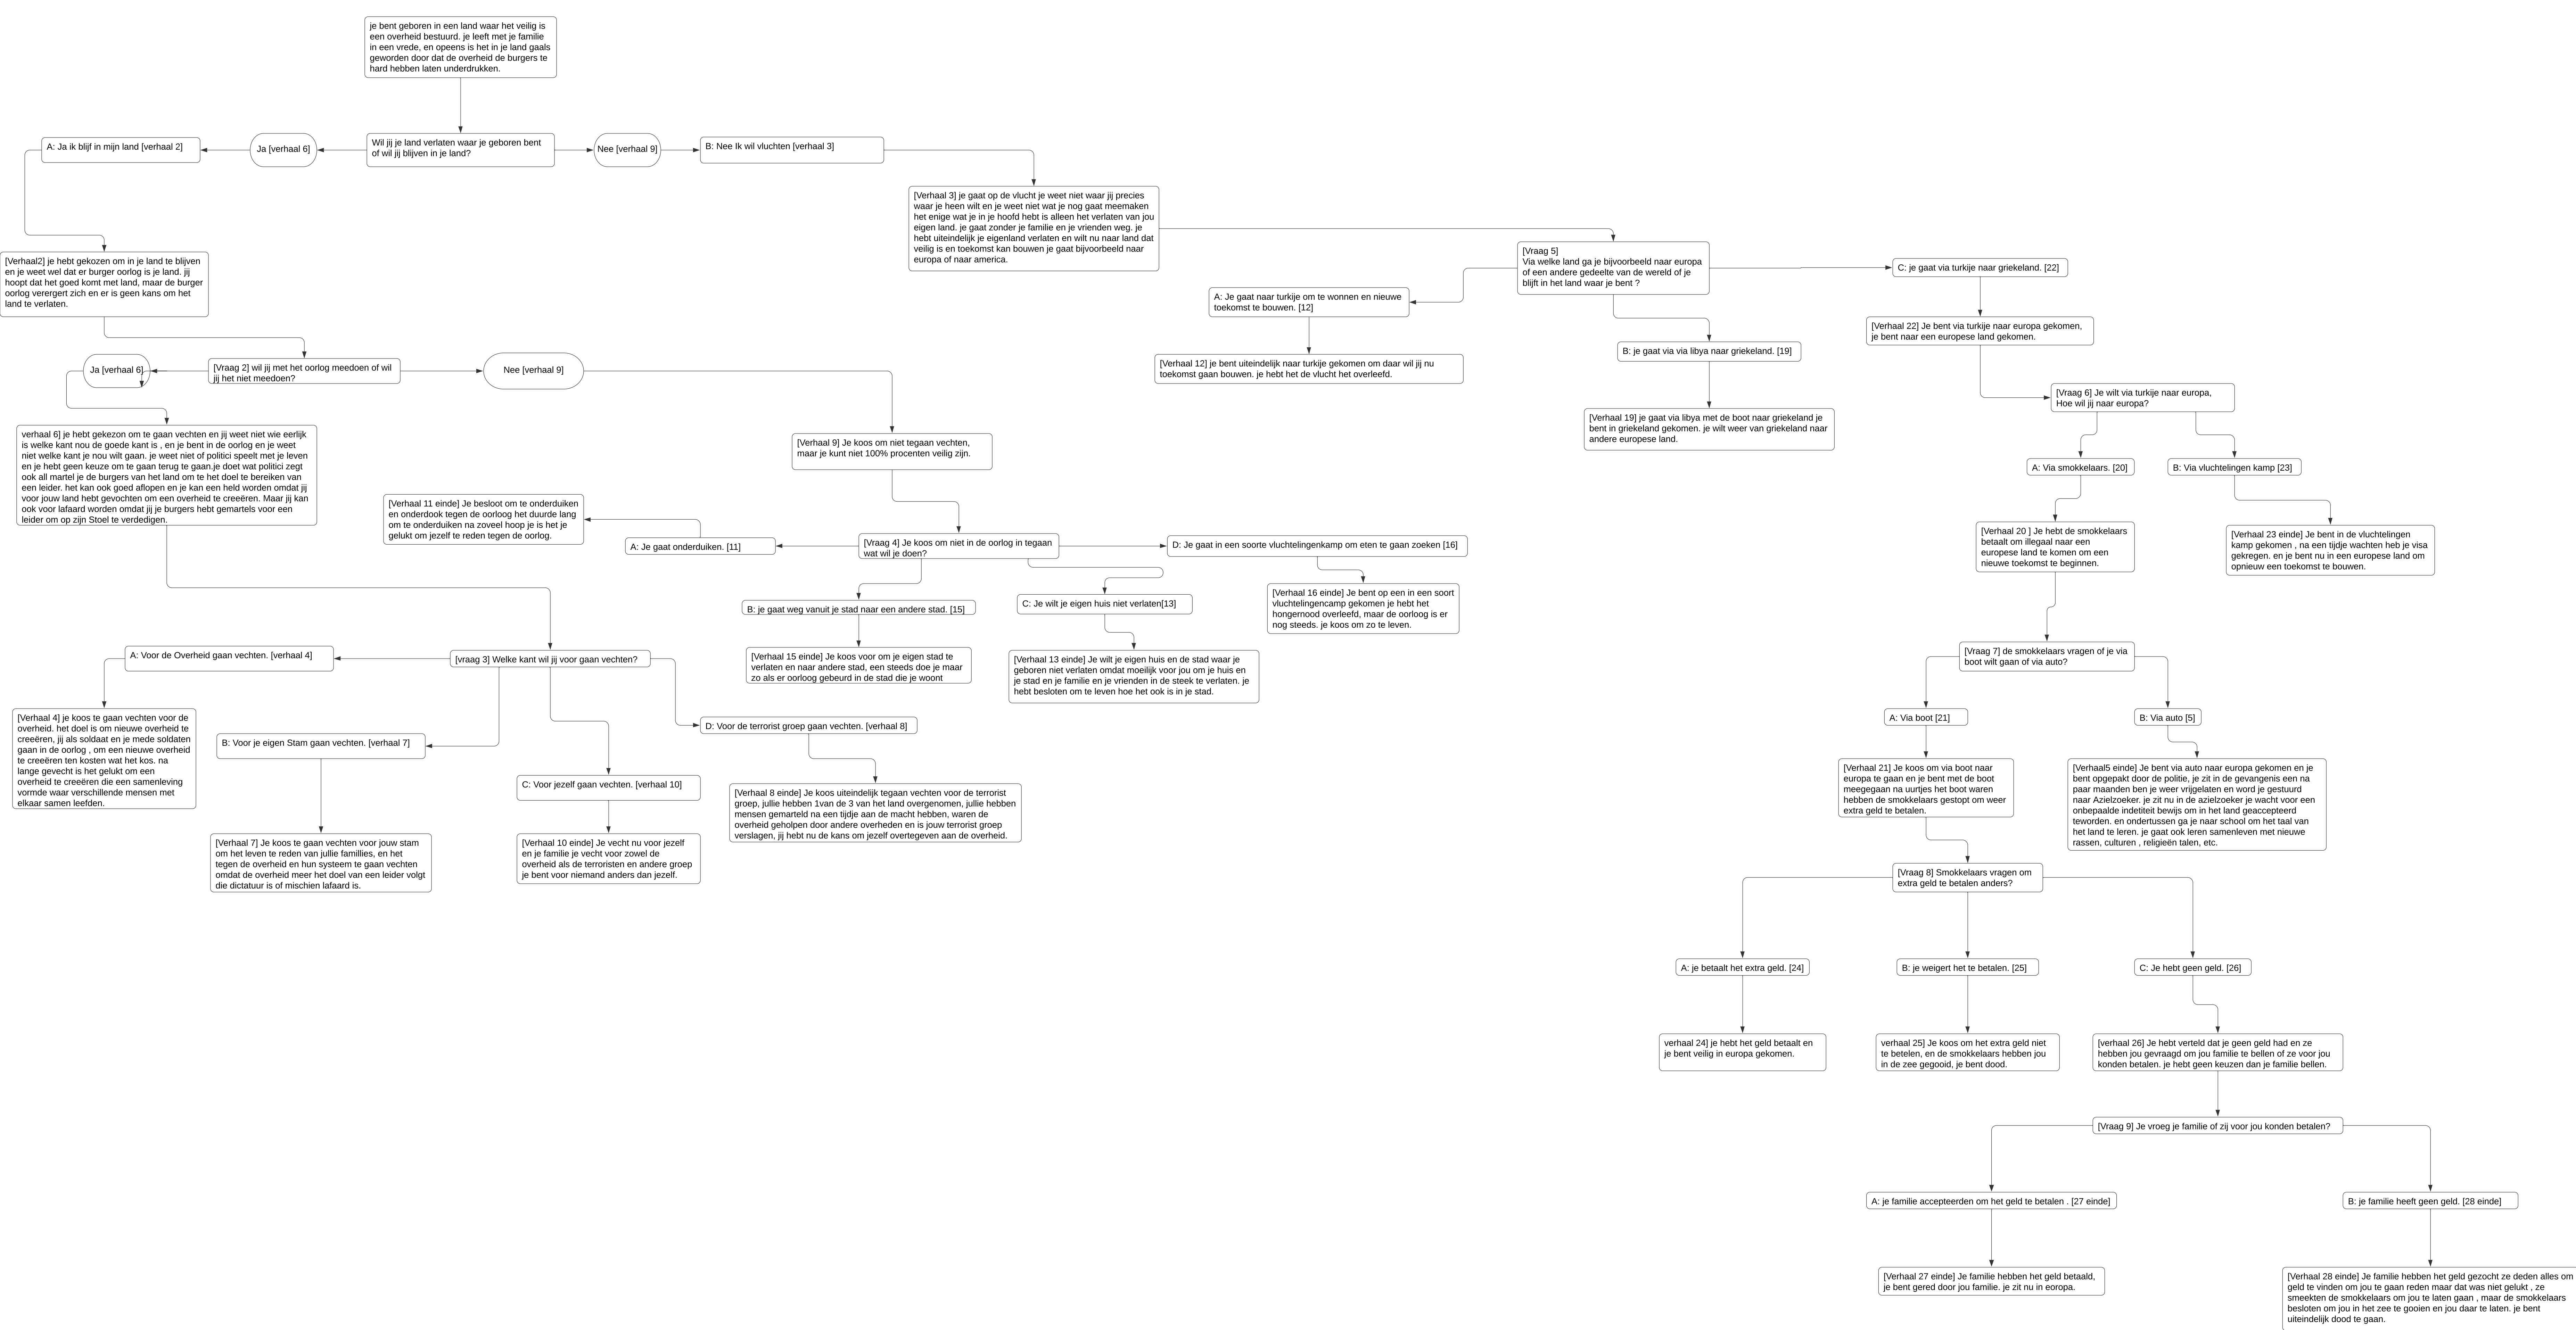 je bent geboren in een land waar het veilig is
een overheid bestuurd. je leeft met je familie
in een vrede, en opeens is het in je land gaals
geworden door dat de overheid de burgers te
hard hebben laten underdrukken.
A: Ja ik blijf in mijn land [verhaal 2]
Ja [verhaal 6]
Wil jij je land verlaten waar je geboren bent
of wil jij blijven in je land?
Nee [verhaal 9]
B: Nee Ik wil vluchten [verhaal 3]
[Verhaal 3] je gaat op de vlucht je weet niet waar jij precies
waar je heen wilt en je weet niet wat je nog gaat meemaken
het enige wat je in je hoofd hebt is alleen het verlaten van jou
eigen land. je gaat zonder je familie en je vrienden weg. je
hebt uiteindelijk je eigenland verlaten en wilt nu naar land dat
veilig is en toekomst kan bouwen je gaat bijvoorbeeld naar
europa of naar america.
[Verhaal2] je hebt gekozen om in je land te blijven
en je weet wel dat er burger oorlog is je land. jij
hoopt dat het goed komt met land, maar de burger
oorlog verergert zich en er is geen kans om het
land te verlaten.
[Vraag 5]
Via welke land ga je bijvoorbeeld naar europa
of een andere gedeelte van de wereld of je
blijft in het land waar je bent ?
C: je gaat via turkije naar griekeland. [22]
A: Je gaat naar turkije om te wonnen en nieuwe
toekomst te bouwen. [12]
[Verhaal 22] Je bent via turkije naar europa gekomen,
je bent naar een europese land gekomen.
B: je gaat via via libya naar griekeland. [19]
[Verhaal 12] je bent uiteindelijk naar turkije gekomen om daar wil jij nu
toekomst gaan bouwen. je hebt het de vlucht het overleefd.
Ja [verhaal 6]
[Vraag 2] wil jij met het oorlog meedoen of wil
jij het niet meedoen?
Nee [verhaal 9]
[Vraag 6] Je wilt via turkije naar europa,
Hoe wil jij naar europa?
[Verhaal 19] je gaat via libya met de boot naar griekeland je
bent in griekeland gekomen. je wilt weer van griekeland naar
andere europese land.
verhaal 6] je hebt gekezon om te gaan vechten en jij weet niet wie eerlijk
is welke kant nou de goede kant is , en je bent in de oorlog en je weet
niet welke kant je nou wilt gaan. je weet niet of politici speelt met je leven
en je hebt geen keuze om te gaan terug te gaan.je doet wat politici zegt
ook all martel je de burgers van het land om te het doel te bereiken van
een leider. het kan ook goed aflopen en je kan een held worden omdat jij
voor jouw land hebt gevochten om een overheid te creeëren. Maar jij kan
ook voor lafaard worden omdat jij je burgers hebt gemartels voor een
leider om op zijn Stoel te verdedigen.
[Verhaal 9] Je koos om niet tegaan vechten,
maar je kunt niet 100% procenten veilig zijn.
A: Via smokkelaars. [20]
B: Via vluchtelingen kamp [23]
[Verhaal 11 einde] Je besloot om te onderduiken
en onderdook tegen de oorloog het duurde lang
om te onderduiken na zoveel hoop je is het je
gelukt om jezelf te reden tegen de oorlog.
A: Je gaat onderduiken. [11]
[Vraag 4] Je koos om niet in de oorlog in tegaan
wat wil je doen?
D: Je gaat in een soorte vluchtelingenkamp om eten te gaan zoeken [16]
[Verhaal 20 ] Je hebt de smokkelaars
betaalt om illegaal naar een
europese land te komen om een
nieuwe toekomst te beginnen.
[Verhaal 23 einde] Je bent in de vluchtelingen
kamp gekomen , na een tijdje wachten heb je visa
gekregen. en je bent nu in een europese land om
opnieuw een toekomst te bouwen.
B: je gaat weg vanuit je stad naar een andere stad. [15]
C: Je wilt je eigen huis niet verlaten[13]
[Verhaal 16 einde] Je bent op een in een soort
vluchtelingencamp gekomen je hebt het
hongernood overleefd, maar de oorloog is er
nog steeds. je koos om zo te leven.
A: Voor de Overheid gaan vechten. [verhaal 4]
[vraag 3] Welke kant wil jij voor gaan vechten?
[Verhaal 15 einde] Je koos voor om je eigen stad te
verlaten en naar andere stad, een steeds doe je maar
zo als er oorloog gebeurd in de stad die je woont
[Verhaal 13 einde] Je wilt je eigen huis en de stad waar je
geboren niet verlaten omdat moeilijk voor jou om je huis en
je stad en je familie en je vrienden in de steek te verlaten. je
hebt besloten om te leven hoe het ook is in je stad.
[Vraag 7] de smokkelaars vragen of je via
boot wilt gaan of via auto?
[Verhaal 4] je koos te gaan vechten voor de
overheid. het doel is om nieuwe overheid te
creeëren, jij als soldaat en je mede soldaten
gaan in de oorlog , om een nieuwe overheid
te creeëren ten kosten wat het kos. na
lange gevecht is het gelukt om een
overheid te creeëren die een samenleving
vormde waar verschillende mensen met
elkaar samen leefden.
B: Voor je eigen Stam gaan vechten. [verhaal 7]
D: Voor de terrorist groep gaan vechten. [verhaal 8]
A: Via boot [21]
B: Via auto [5]
C: Voor jezelf gaan vechten. [verhaal 10]
[Verhaal 8 einde] Je koos uiteindelijk tegaan vechten voor de terrorist
groep, jullie hebben 1van de 3 van het land overgenomen, jullie hebben
mensen gemarteld na een tijdje aan de macht hebben, waren de
overheid geholpen door andere overheden en is jouw terrorist groep
verslagen, jij hebt nu de kans om jezelf overtegeven aan de overheid.
[Verhaal 21] Je koos om via boot naar
europa te gaan en je bent met de boot
meegegaan na uurtjes het boot waren
hebben de smokkelaars gestopt om weer
extra geld te betalen.
[Verhaal5 einde] Je bent via auto naar europa gekomen en je
bent opgepakt door de politie, je zit in de gevangenis een na
paar maanden ben je weer vrijgelaten en word je gestuurd
naar Azielzoeker. je zit nu in de azielzoeker je wacht voor een
onbepaalde indetiteit bewijs om in het land geaccepteerd
teworden. en ondertussen ga je naar school om het taal van
het land te leren. je gaat ook leren samenleven met nieuwe
rassen, culturen , religieën talen, etc.
[Verhaal 7] Je koos te gaan vechten voor jouw stam
om het leven te reden van jullie famillies, en het
tegen de overheid en hun systeem te gaan vechten
omdat de overheid meer het doel van een leider volgt
die dictatuur is of mischien lafaard is.
[Verhaal 10 einde] Je vecht nu voor jezelf
en je familie je vecht voor zowel de
overheid als de terroristen en andere groep
je bent voor niemand anders dan jezelf.
[Vraag 8] Smokkelaars vragen om
extra geld te betalen anders?
A: je betaalt het extra geld. [24]
B: je weigert het te betalen. [25]
C: Je hebt geen geld. [26]
verhaal 24] je hebt het geld betaalt en
je bent veilig in europa gekomen.
verhaal 25] Je koos om het extra geld niet
te betelen, en de smokkelaars hebben jou
in de zee gegooid, je bent dood.
[verhaal 26] Je hebt verteld dat je geen geld had en ze
hebben jou gevraagd om jou familie te bellen of ze voor jou
konden betalen. je hebt geen keuzen dan je familie bellen.
[Vraag 9] Je vroeg je familie of zij voor jou konden betalen?
A: je familie accepteerden om het geld te betalen . [27 einde]
B: je familie heeft geen geld. [28 einde]
[Verhaal 27 einde] Je familie hebben het geld betaald,
je bent gered door jou familie. je zit nu in eoropa.
[Verhaal 28 einde] Je familie hebben het geld gezocht ze deden alles om
geld te vinden om jou te gaan reden maar dat was niet gelukt , ze
smeekten de smokkelaars om jou te laten gaan , maar de smokkelaars
besloten om jou in het zee te gooien en jou daar te laten. je bent
uiteindelijk dood te gaan.